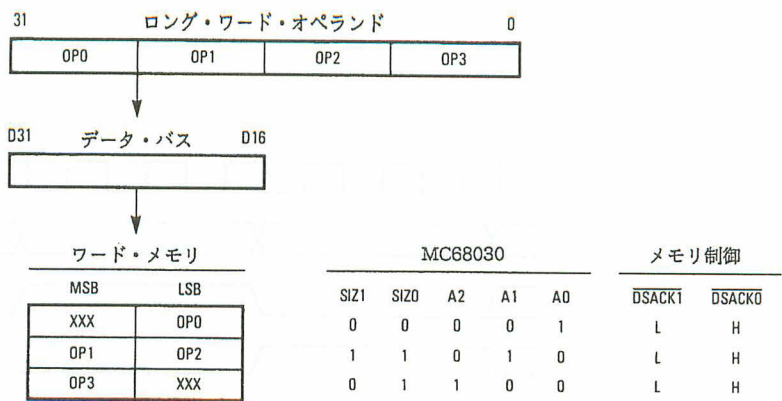 31 ロング・ワード・オペランド 0
OP0 OP1 OP2 OP3
D31 データ・バス D16
ワード・メモリ MC68030 メモリ制御
MSB LSB SIZ1 SIZ0 A2 A1 A0 DSACK1 DSACK0
XXX OP0 0 0 0 0 1 L H
OP1 OP2 1 1 0 1 0 L H
OP3 XXX 0 1 1 0 0 L H